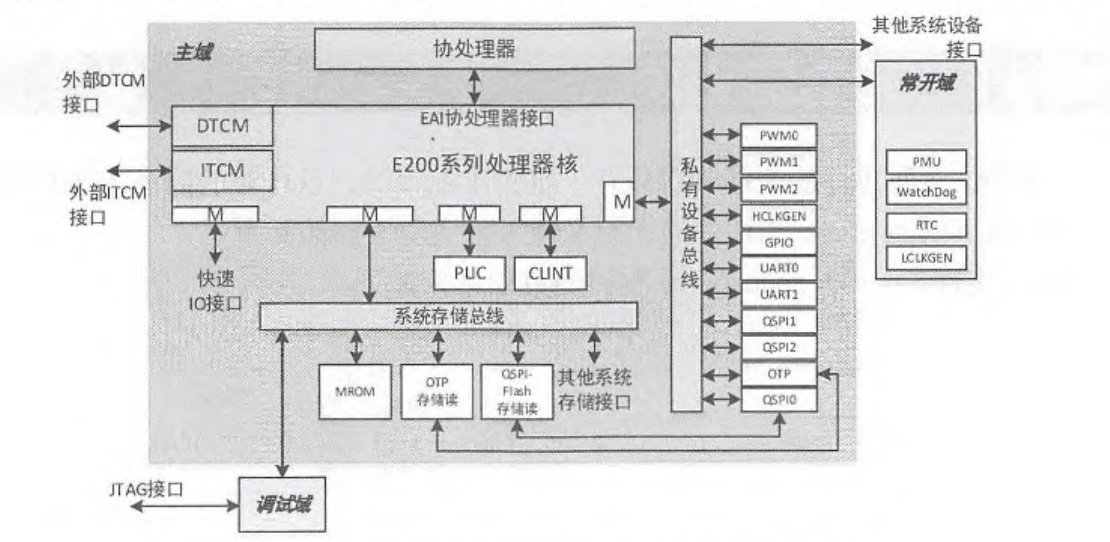 主域
协处理器
其他系统设备
接口
外部DTCM
接口
常开域
DTCM
EAI协处理器接口
ITCM
E200系列处理器核
外部ITCM
接口
M
M
M
M
M
快速
IO接口
PLIC
CLINT
私有设备总线
PWM0
PWM1
PWM2
HCLKGEN
GPIO
UART0
UART1
QSPI1
QSPI2
OTP
QSPI0
PMU
WatchDog
RTC
LCLKGEN
系统存储总线
MROM
OTP
存储读
QSPI-
Flash
存储读
其他系统
存储接口
JTAG接口
调试域